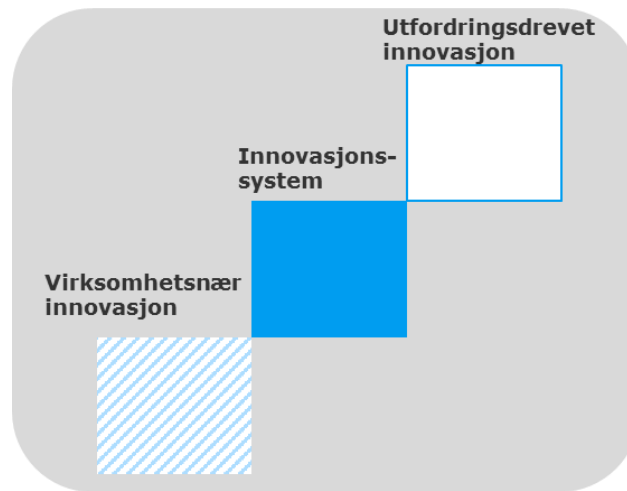 Utfordringsdrevet
innovasjon
Innovasjons-
system
Virksomhetsnær
innovasjon